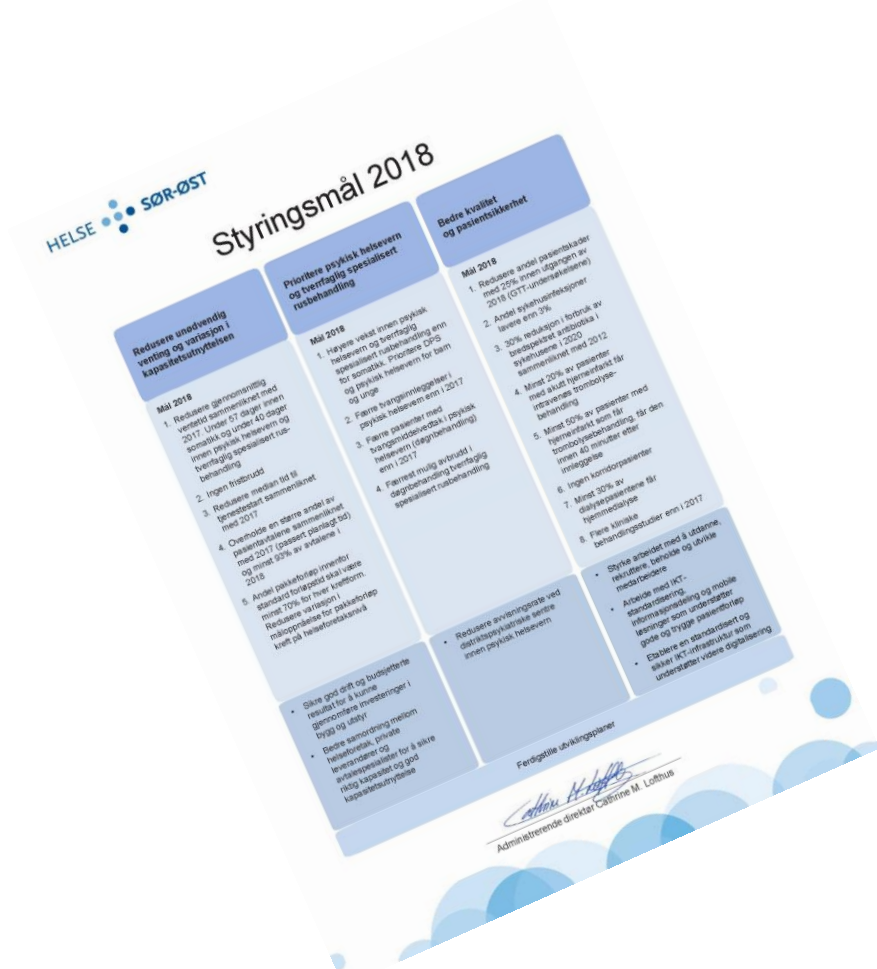 HELSE SØR-ØST
Styringsmål 2018
Redusere unødvendig
venting og variasjon i
kapasitetsutnyttelsen
Mål 2018
1. Redusere gjennomsnittlig
ventetid sammenliknet med
2017. Under 57 dager innen
somatikk og under 40 dager
innen psykisk helsevern og
tverrfaglig spesialisert rus-
behandling
2. Ingen fristbrudd
3. Redusere median tid til
tjenestestart sammenliknet
med 2017
4. Overholde en større andel av
pasientavtalene sammenliknet
med 2017 (passert planlagt tid)
og minst 93% av avtalene i
2018
5. Andel pakkeforløp innenfor
standard forløpstid skal være
minst 70% for hver kreftform.
Redusere variasjon i
måloppnåelse for pakkeforløp
kreft på helseforetaksnivå
• Sikre god drift og budsjetterte
resultat for å kunne
gjennomføre investeringer i
bygg og utstyr
• Bedre samordning mellom
helseforetak, private
leverandører og
avtalespesialister for å sikre
riktig kapasitet og god
kapasitetsutnyttelse
Prioritere psykisk helsevern
og tverrfaglig spesialisert
rusbehandling
Mål 2018
1. Høyere vekst innen psykisk
helsevern og tverrfaglig
spesialisert rusbehandling enn
for somatikk. Prioritere DPS
og psykisk helsevern for barn
og unge
2. Færre tvangsinnleggelser i
psykisk helsevern enn i 2017
3. Færre pasienter med
tvangsmiddelvedtak i psykisk
helsevern (døgnbehandling)
enn i 2017
4. Færrest mulig avbrudd i
døgnbehandling tverrfaglig
spesialisert rusbehandling
• Redusere avvisningsrate ved
distriktspsykiatriske sentre
innen psykisk helsevern
Bedre kvalitet
og pasientsikkerhet
Mål 2018
1. Redusere andel pasientskader
med 25% innen utgangen av
2018 (GTT-undersøkelsene)
2. Andel sykehusinfeksjoner
lavere enn 3%
3. 30% reduksjon i forbruk av
bredspektret antibiotika i
sykehusene i 2020
sammenliknet med 2012
4. Minst 20% av pasienter
med akutt hjerneinfarkt får
intravenøs trombolyse-
behandling
5. Minst 50% av pasienter med
hjerneinfarkt som får
trombolysebehandling, får den
innen 40 minutter etter
innleggelse
6. Ingen korridorpasienter
7. Minst 30% av
dialysepasientene får
hjemmedialyse
8. Flere kliniske
behandlingsstudier enn i 2017
• Styrke arbeidet med å utdanne,
rekruttere, beholde og utvikle
medarbeidere
• Arbeide med IKT-
standardisering,
informasjonsdeling og mobile
løsninger som understøtter
gode og trygge pasientforløp
• Etablere en standardisert og
sikker IKT-infrastruktur som
understøtter videre digitalisering
Ferdigstille utviklingsplaner
Cathrine M. Lofthus
Administrerende direktør Cathrine M. Lofthus